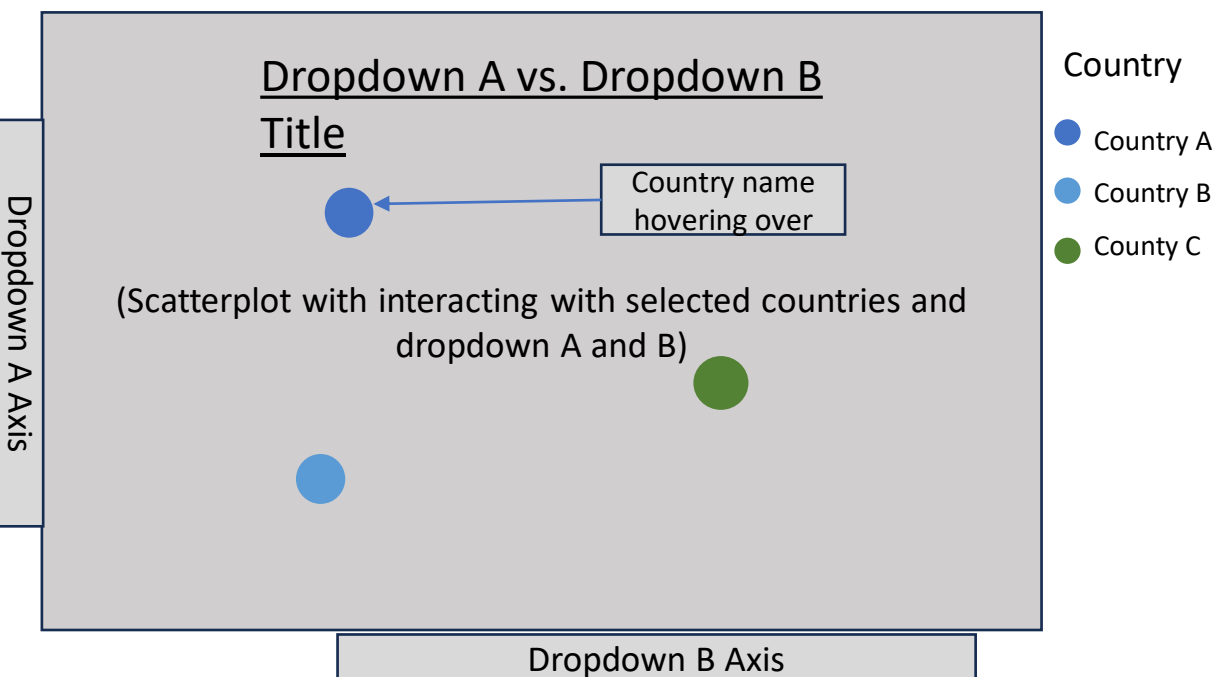 Dropdown A vs. Dropdown B
Title
Country name
hovering over
(Scatterplot with interacting with selected countries and
dropdown A and B)
Dropdown A Axis
Dropdown B Axis
Country
Country A
Country B
County C